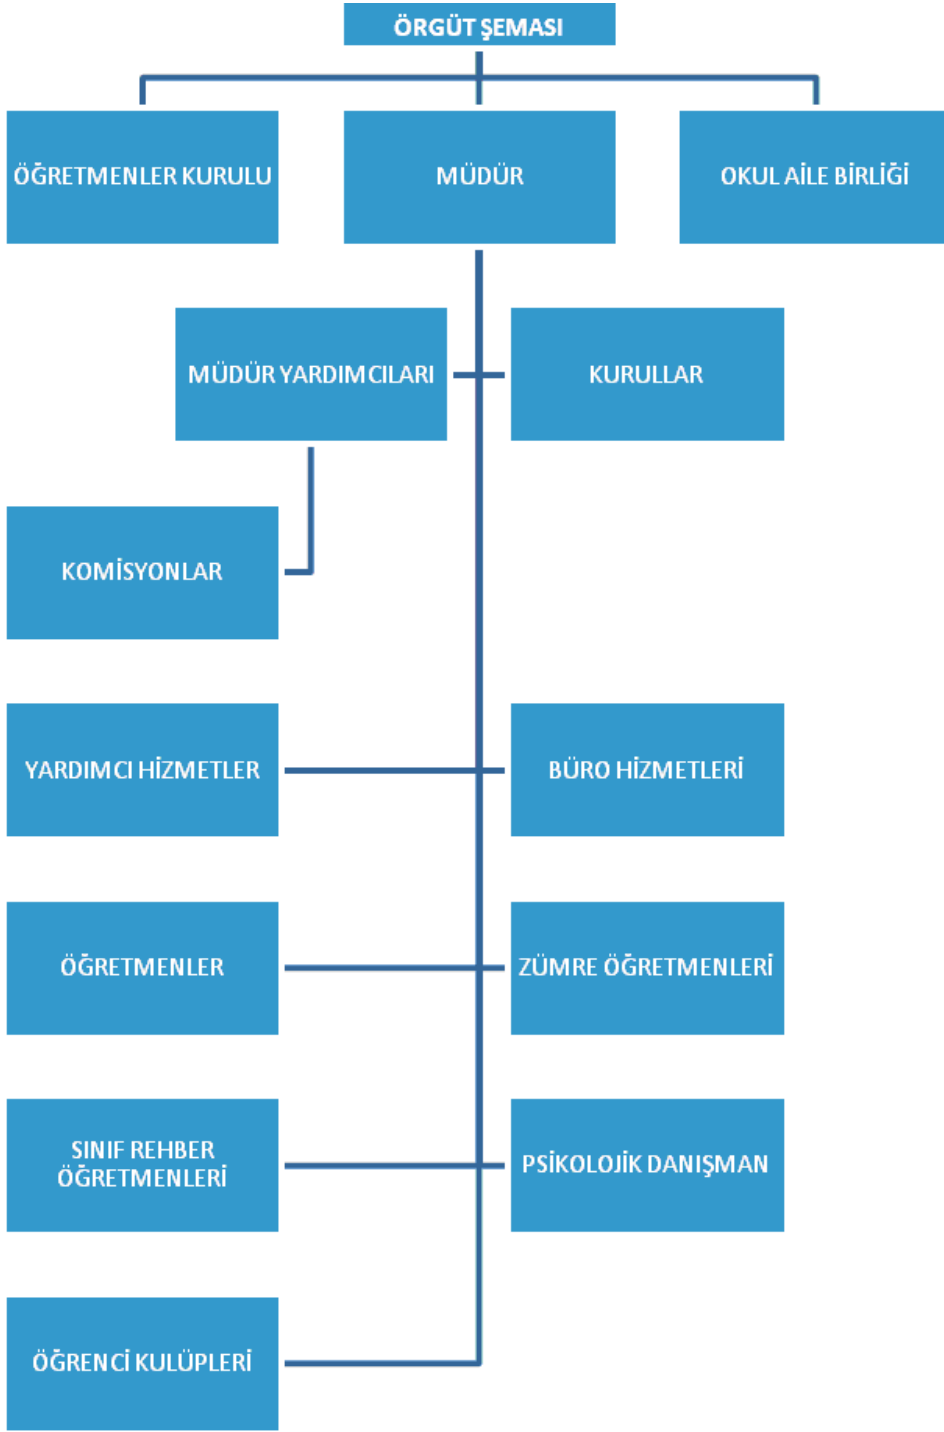 ÖRGÜT ŞEMASI
ÖĞRETMENLER KURULU
MÜDÜR
OKUL AİLE BİRLİĞİ
MÜDÜR YARDIMCILARI
KURULLAR
KOMİSYONLAR
YARDIMCI HİZMETLER
BÜRO HİZMETLERİ
ÖĞRETMENLER
ZÜMRE ÖĞRETMENLERİ
SINIF REHBER
ÖĞRETMENLERİ
PSİKOLOJİK DANIŞMAN
ÖĞRENCİ KULÜPLERİ